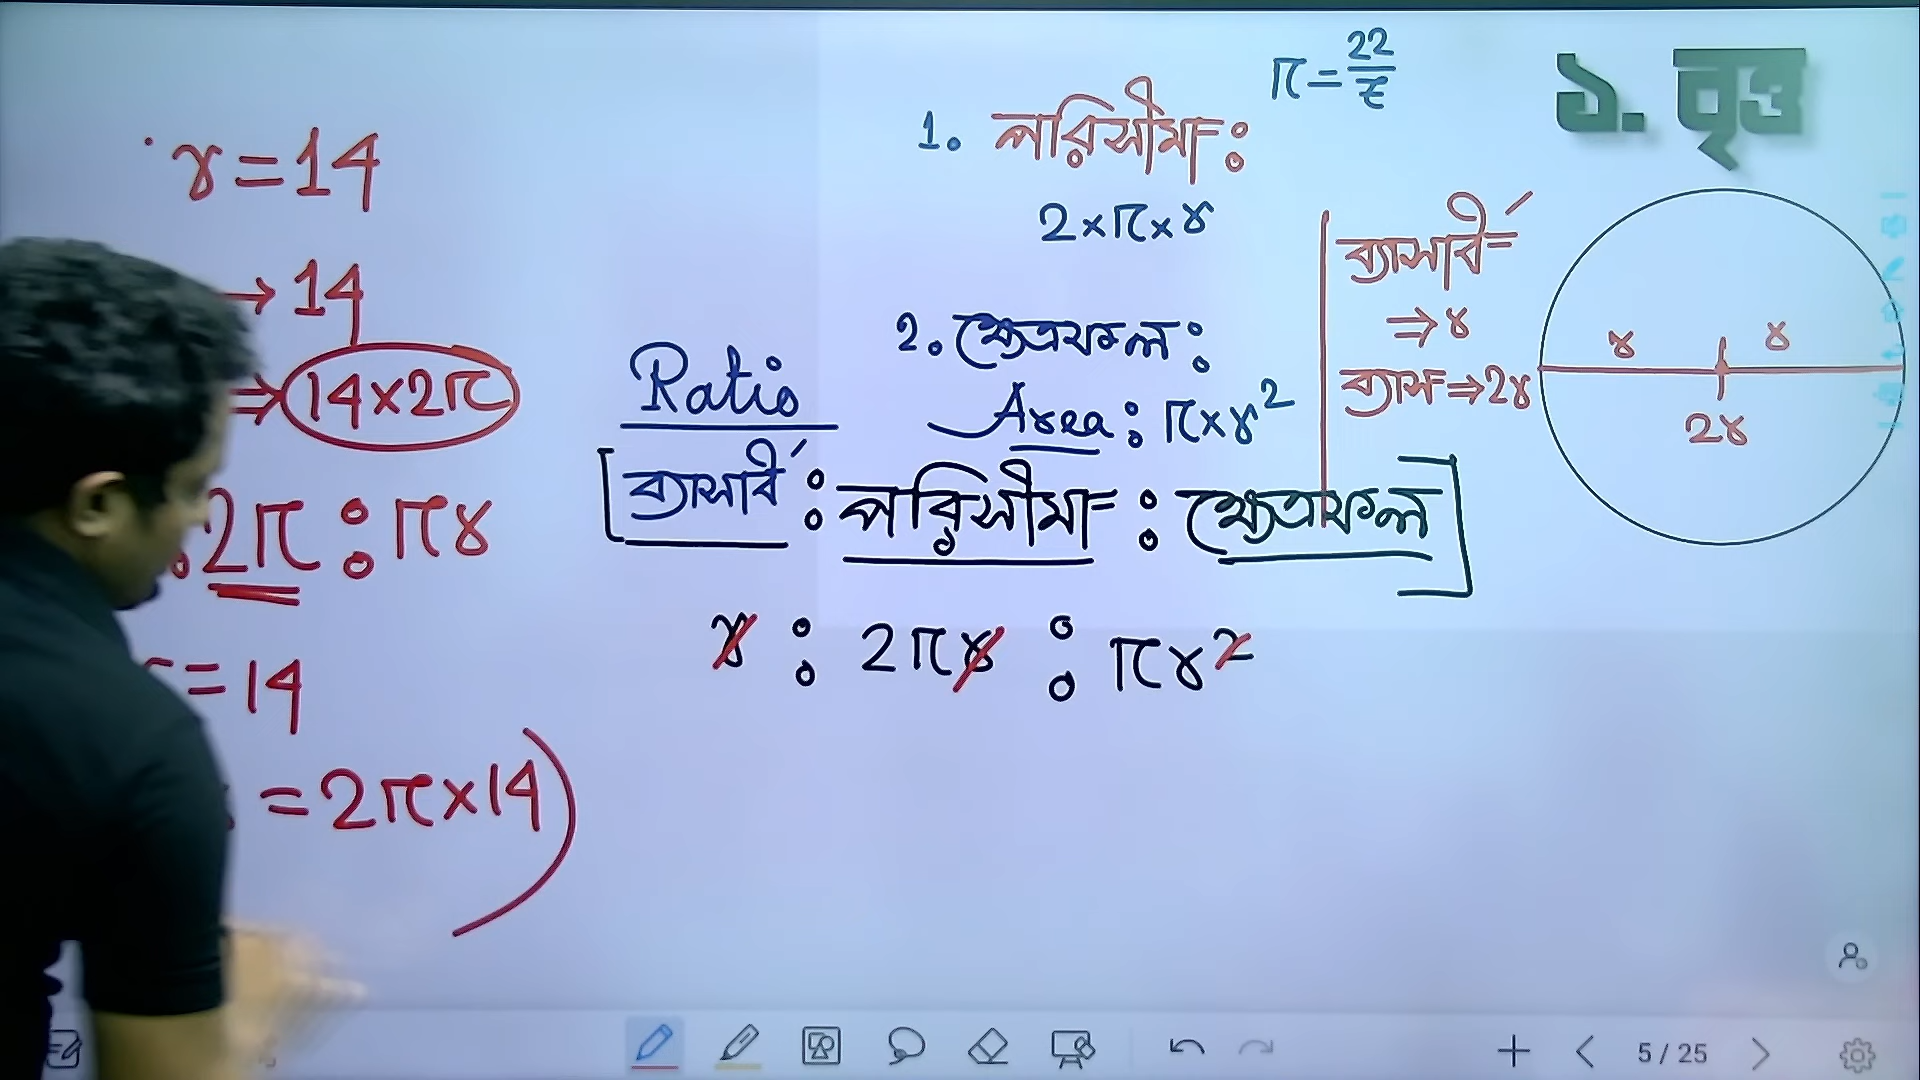 ১. বৃত্ত
π = 22/7
1. পরিসীমা :
2 × π × r
2. ক্ষেত্রফল :
Area : π × r²
ব্যাসার্ধ
⇒ r
ব্যাস ⇒ 2r
r r
2r
Ratio
[ব্যাসার্ধ : পরিসীমা : ক্ষেত্রফল]
r : 2πr : πr²
r = 14
→ 14
⇒ 14 × 2π
: 2π : πr
= 14
= 2π × 14)
5 / 25